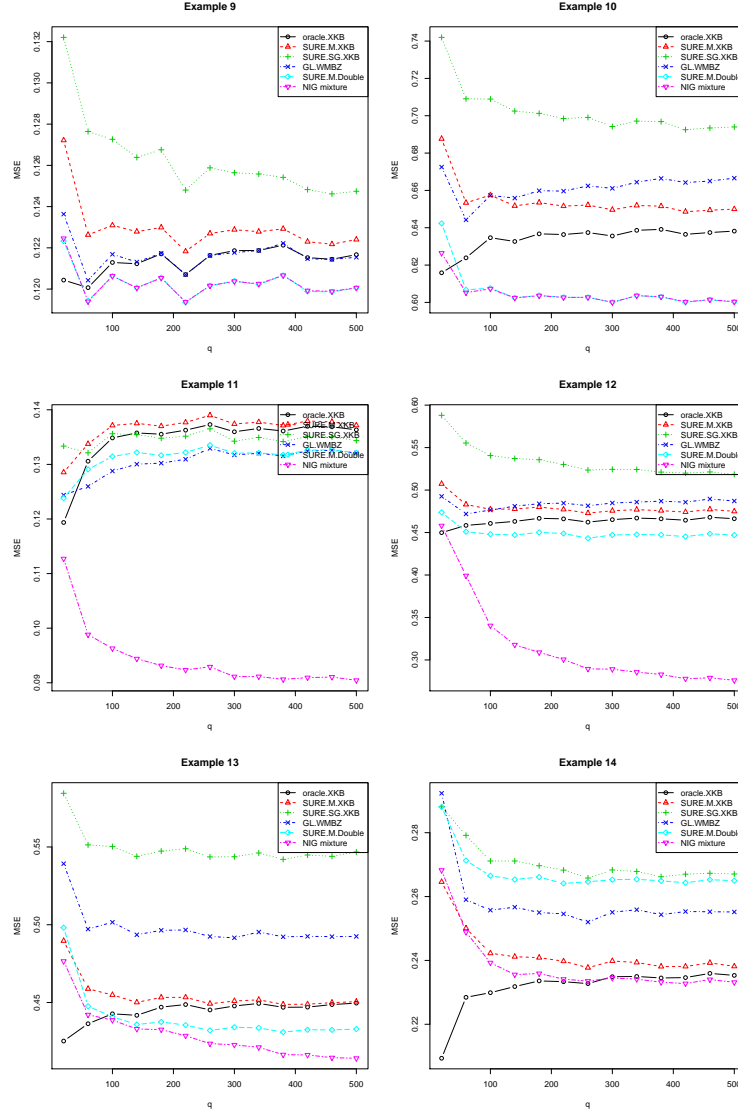 Example 9
oracle.XKB
SURE.M.XKB
SURE.SG.XKB
GL.WMBZ
SURE.M.Double
NIG mixture
MSE
0.132
0.130
0.128
0.126
0.124
0.122
0.120
100 200 300 400 500
q
Example 10
oracle.XKB
SURE.M.XKB
SURE.SG.XKB
GL.WMBZ
SURE.M.Double
NIG mixture
MSE
0.74
0.72
0.70
0.68
0.66
0.64
0.62
0.60
100 200 300 400 500
q
Example 11
oracle.XKB
SURE.M.XKB
SURE.SG.XKB
GL.WMBZ
SURE.M.Double
NIG mixture
MSE
0.14
0.13
0.12
0.11
0.10
0.09
100 200 300 400 500
q
Example 12
oracle.XKB
SURE.M.XKB
SURE.SG.XKB
GL.WMBZ
SURE.M.Double
NIG mixture
MSE
0.60
0.55
0.50
0.45
0.40
0.35
0.30
100 200 300 400 500
q
Example 13
oracle.XKB
SURE.M.XKB
SURE.SG.XKB
GL.WMBZ
SURE.M.Double
NIG mixture
MSE
0.55
0.50
0.45
100 200 300 400 500
q
Example 14
oracle.XKB
SURE.M.XKB
SURE.SG.XKB
GL.WMBZ
SURE.M.Double
NIG mixture
MSE
0.28
0.26
0.24
0.22
100 200 300 400 500
q